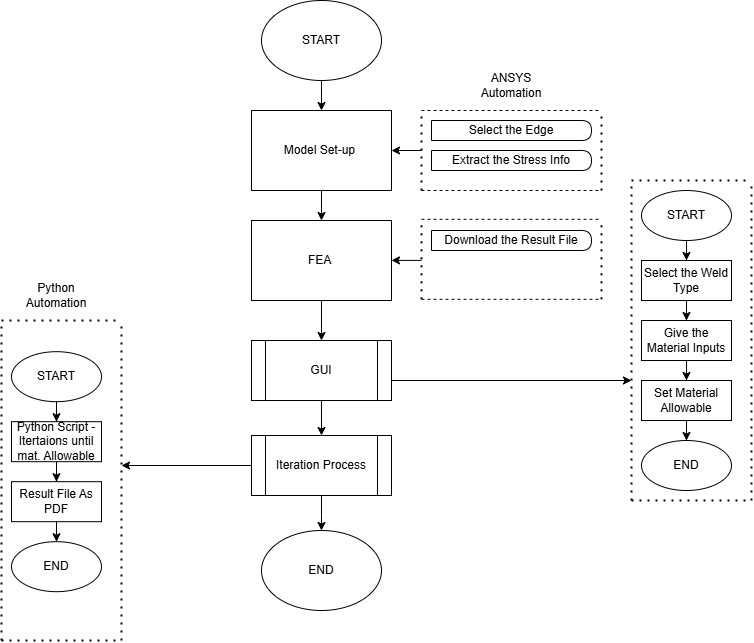 START
ANSYS
Automation
Model Set-up
Select the Edge
Extract the Stress Info
FEA
Download the Result File
START
Select the Weld
Type
Give the
Material Inputs
Set Material
Allowable
END
GUI
Iteration Process
END
Python
Automation
START
Python Script -
Itertaions until
mat. Allowable
Result File As
PDF
END